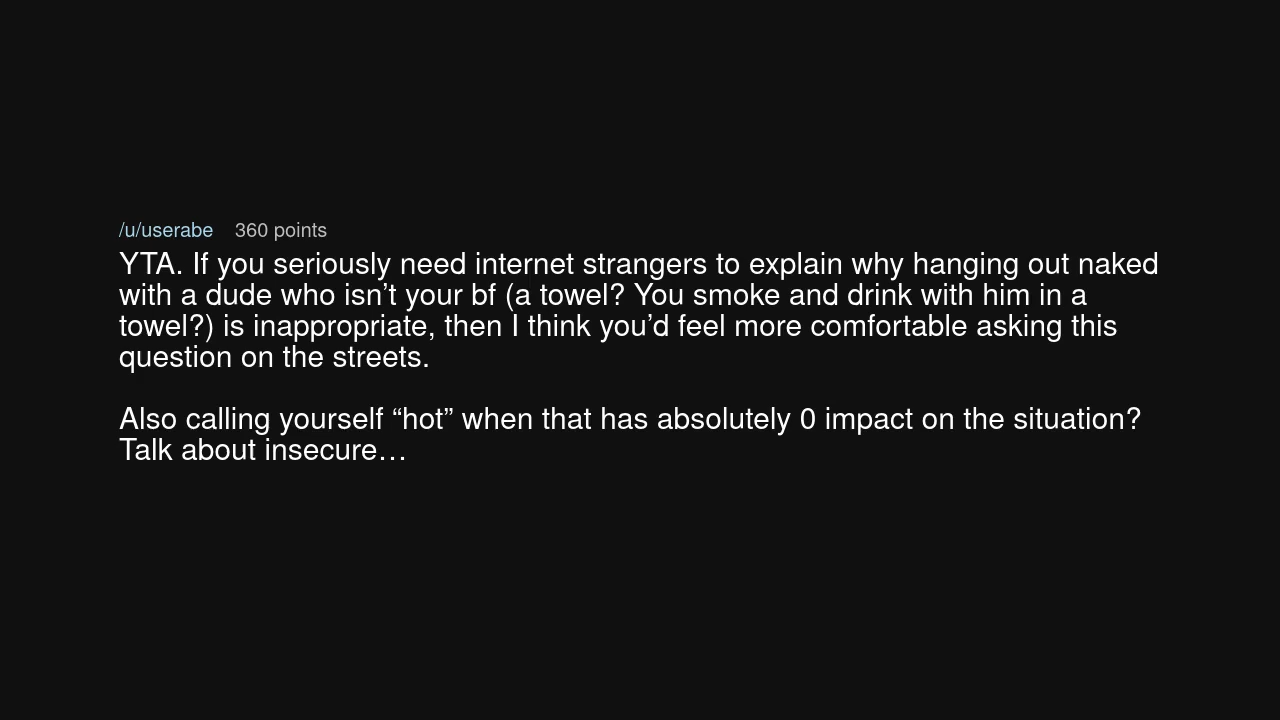 /u/userabe 360 points
YTA. If you seriously need internet strangers to explain why hanging out naked
with a dude who isn’t your bf (a towel? You smoke and drink with him in a
towel?) is inappropriate, then I think you’d feel more comfortable asking this
question on the streets.
Also calling yourself “hot” when that has absolutely 0 impact on the situation?
Talk about insecure…